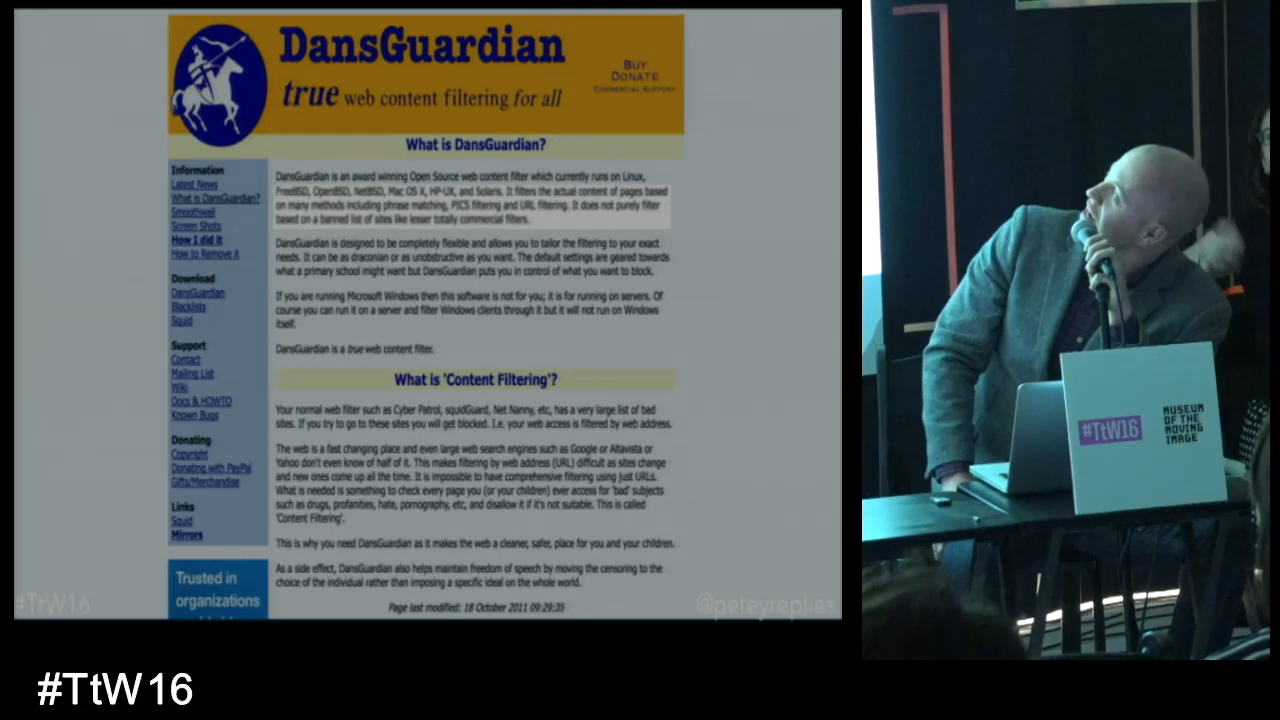 DansGuardian
true web content filtering for all
BUY
DONATE
COMMERCIAL SUPPORT
What is DansGuardian?
Information
Latest News
What is DansGuardian?
Smoothwall
Screen Shots
How I did it
How to Remove it
Download
DansGuardian
Blacklists
Squid
Support
Contact
Mailing List
Wiki
Docs & HOWTO
Known Bugs
Donating
Copyright
Donating with PayPal
Gifts/Merchandise
Links
Squid
Mirrors
Trusted in
organizations
DansGuardian is an award winning Open Source web content filter which currently runs on Linux,
FreeBSD, OpenBSD, NetBSD, Mac OS X, HP-UX, and Solaris. It filters the actual content of pages based
on many methods including phrase matching, PICS filtering and URL filtering. It does not purely filter
based on a banned list of sites like lesser totally commercial filters.
DansGuardian is designed to be completely flexible and allows you to tailor the filtering to your exact
needs. It can be as draconian or as unobstructive as you want. The default settings are geared towards
what a primary school might want but DansGuardian puts you in control of what you want to block.
If you are running Microsoft Windows then this software is not for you; it is for running on servers. Of
course you can run it on a server and filter Windows clients through it but it will not run on Windows
itself.
DansGuardian is a true web content filter.
What is 'Content Filtering'?
Your normal web filter such as Cyber Patrol, squidGuard, Net Nanny, etc, has a very large list of bad
sites. If you try to go to these sites you will get blocked. I.e. your web access is filtered by web address.
The web is a fast changing place and even large web search engines such as Google or Altavista or
Yahoo don't even know of half of it. This makes filtering by web address (URL) difficult as sites change
and new ones come up all the time. It is impossible to have comprehensive filtering using just URLs.
What is needed is something to check every page you (or your children) ever access for 'bad' subjects
such as drugs, profanities, hate, pornography, etc, and disallow it if it's not suitable. This is called
'Content Filtering'.
This is why you need DansGuardian as it makes the web a cleaner, safer, place for you and your children.
As a side effect, DansGuardian also helps maintain freedom of speech by moving the censoring to the
choice of the individual rather than imposing a specific ideal on the whole world.
Page last modified: 18 October 2011 09:29:35
#TtW16
@peteyreplies
#TtW16
MUSEUM
OF THE
MOVING
IMAGE
#TtW16